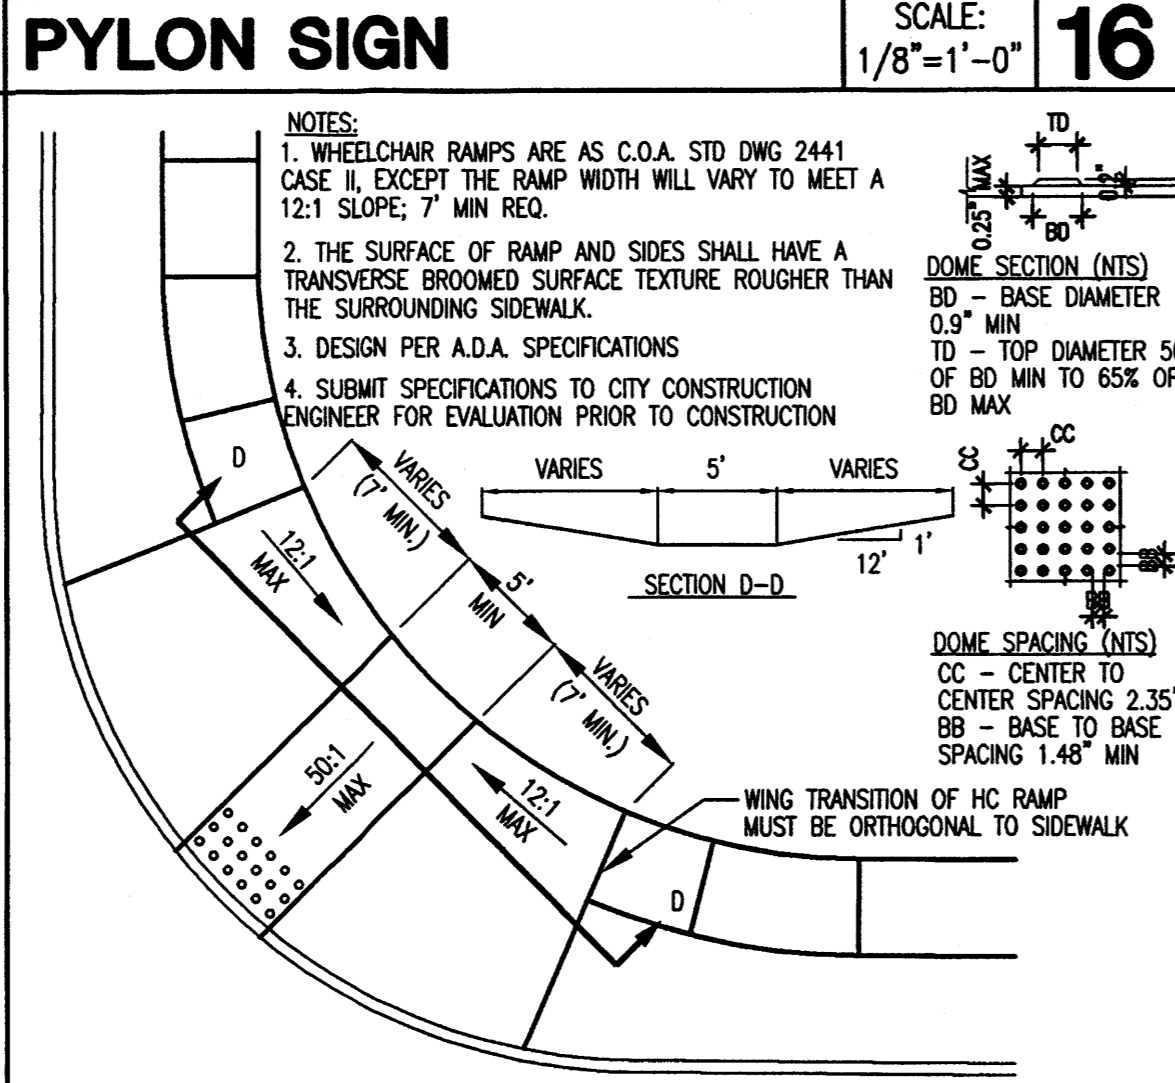 PYLON SIGN
SCALE:
1/8"=1'-0"
16
NOTES:
1. WHEELCHAIR RAMPS ARE AS C.O.A. STD DWG 2441
CASE II, EXCEPT THE RAMP WIDTH WILL VARY TO MEET A
12:1 SLOPE; 7' MIN REQ.
2. THE SURFACE OF RAMP AND SIDES SHALL HAVE A
TRANSVERSE BROOMED SURFACE TEXTURE ROUGHER THAN
THE SURROUNDING SIDEWALK.
3. DESIGN PER A.D.A. SPECIFICATIONS
4. SUBMIT SPECIFICATIONS TO CITY CONSTRUCTION
ENGINEER FOR EVALUATION PRIOR TO CONSTRUCTION
TD
0.25" MAX
0.2"
BD
DOME SECTION (NTS)
BD - BASE DIAMETER
0.9" MIN
TD - TOP DIAMETER
OF BD MIN TO 65% OF
BD MAX
CC
CC
BB
BB
DOME SPACING (NTS)
CC - CENTER TO
CENTER SPACING 2.35"
BB - BASE TO BASE
SPACING 1.48" MIN
VARIES
5'
VARIES
12'
1'
SECTION D-D
D
VARIES
(7'
MIN.)
12:1
MAX
5'
MIN
VARIES
(7' MIN.)
50:1
MAX
12:1
MAX
WING TRANSITION OF HC RAMP
MUST BE ORTHOGONAL TO SIDEWALK
D